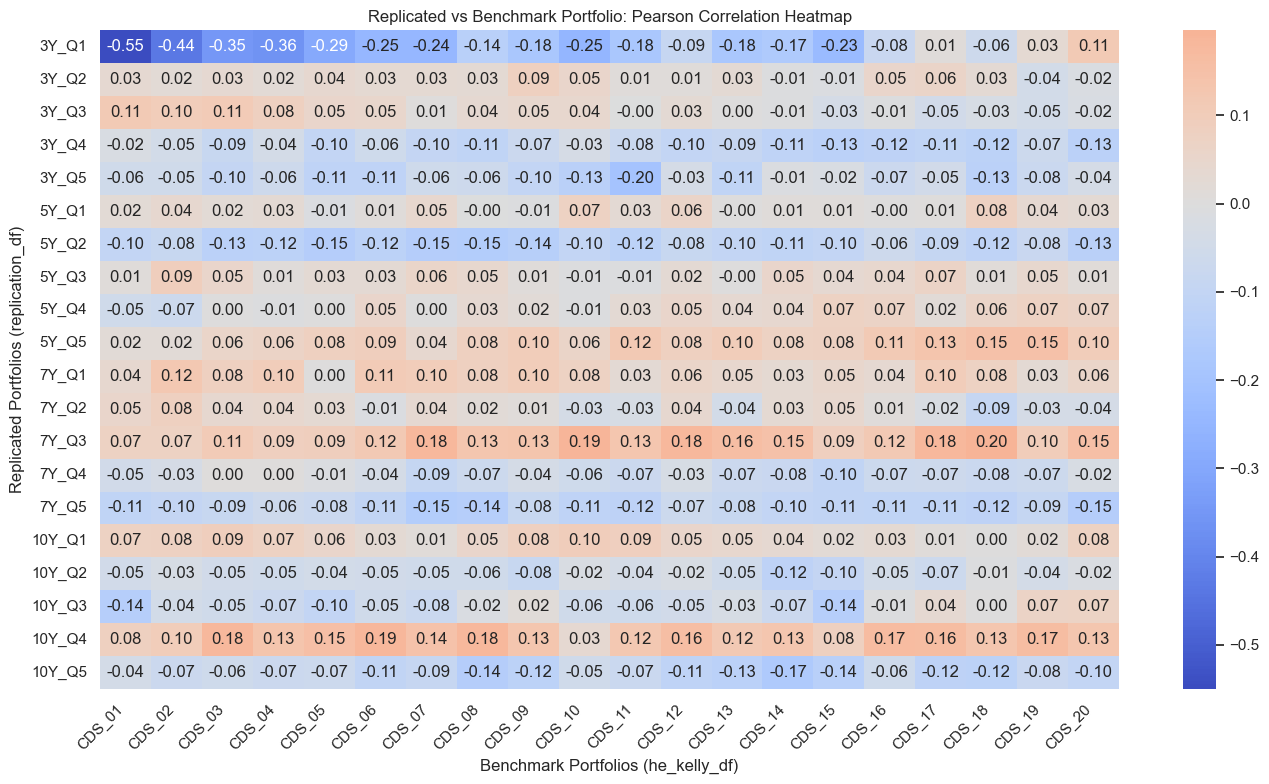 Replicated vs Benchmark Portfolio: Pearson Correlation Heatmap
Replicated Portfolios (replication_df)
3Y_Q1 -0.55 -0.44 -0.35 -0.36 -0.29 -0.25 -0.24 -0.14 -0.18 -0.25 -0.18 -0.09 -0.18 -0.17 -0.23 -0.08 0.01 -0.06 0.03 0.11
3Y_Q2 0.03 0.02 0.03 0.02 0.04 0.03 0.03 0.03 0.09 0.05 0.01 0.01 0.03 -0.01 -0.01 0.05 0.06 0.03 -0.04 -0.02
3Y_Q3 0.11 0.10 0.11 0.08 0.05 0.05 0.01 0.04 0.05 0.04 -0.00 0.03 0.00 -0.01 -0.03 -0.01 -0.05 -0.03 -0.05 -0.02
3Y_Q4 -0.02 -0.05 -0.09 -0.04 -0.10 -0.06 -0.10 -0.11 -0.07 -0.03 -0.08 -0.10 -0.09 -0.11 -0.13 -0.12 -0.11 -0.12 -0.07 -0.13
3Y_Q5 -0.06 -0.05 -0.10 -0.06 -0.11 -0.11 -0.06 -0.06 -0.10 -0.13 -0.20 -0.03 -0.11 -0.01 -0.02 -0.07 -0.05 -0.13 -0.08 -0.04
5Y_Q1 0.02 0.04 0.02 0.03 -0.01 0.01 0.05 -0.00 -0.01 0.07 0.03 0.06 -0.00 0.01 0.01 -0.00 0.01 0.08 0.04 0.03
5Y_Q2 -0.10 -0.08 -0.13 -0.12 -0.15 -0.12 -0.15 -0.15 -0.14 -0.10 -0.12 -0.08 -0.10 -0.11 -0.10 -0.06 -0.09 -0.12 -0.08 -0.13
5Y_Q3 0.01 0.09 0.05 0.01 0.03 0.03 0.06 0.05 0.01 -0.01 -0.01 0.02 -0.00 0.05 0.04 0.04 0.07 0.01 0.05 0.01
5Y_Q4 -0.05 -0.07 0.00 -0.01 0.00 0.05 0.00 0.03 0.02 -0.01 0.03 0.05 0.04 0.04 0.07 0.07 0.02 0.06 0.07 0.07
5Y_Q5 0.02 0.02 0.06 0.06 0.08 0.09 0.04 0.08 0.10 0.06 0.12 0.08 0.10 0.08 0.08 0.11 0.13 0.15 0.15 0.10
7Y_Q1 0.04 0.12 0.08 0.10 0.00 0.11 0.10 0.08 0.10 0.08 0.03 0.06 0.05 0.03 0.05 0.04 0.10 0.08 0.03 0.06
7Y_Q2 0.05 0.08 0.04 0.04 0.03 -0.01 0.04 0.02 0.01 -0.03 -0.03 0.04 -0.04 0.03 0.05 0.01 -0.02 -0.09 -0.03 -0.04
7Y_Q3 0.07 0.07 0.11 0.09 0.09 0.12 0.18 0.13 0.13 0.19 0.13 0.18 0.16 0.15 0.09 0.12 0.18 0.20 0.10 0.15
7Y_Q4 -0.05 -0.03 0.00 0.00 -0.01 -0.04 -0.09 -0.07 -0.04 -0.06 -0.07 -0.03 -0.07 -0.08 -0.10 -0.07 -0.07 -0.08 -0.07 -0.02
7Y_Q5 -0.11 -0.10 -0.09 -0.06 -0.08 -0.11 -0.15 -0.14 -0.08 -0.11 -0.12 -0.07 -0.08 -0.10 -0.11 -0.11 -0.11 -0.12 -0.09 -0.15
10Y_Q1 0.07 0.08 0.09 0.07 0.06 0.03 0.01 0.05 0.08 0.10 0.09 0.05 0.05 0.04 0.02 0.03 0.01 0.00 0.02 0.08
10Y_Q2 -0.05 -0.03 -0.05 -0.05 -0.04 -0.05 -0.05 -0.06 -0.08 -0.02 -0.04 -0.02 -0.05 -0.12 -0.10 -0.05 -0.07 -0.01 -0.04 -0.02
10Y_Q3 -0.14 -0.04 -0.05 -0.07 -0.10 -0.05 -0.08 -0.02 0.02 -0.06 -0.06 -0.05 -0.03 -0.07 -0.14 -0.01 0.04 0.00 0.07 0.07
10Y_Q4 0.08 0.10 0.18 0.13 0.15 0.19 0.14 0.18 0.13 0.03 0.12 0.16 0.12 0.13 0.08 0.17 0.16 0.13 0.17 0.13
10Y_Q5 -0.04 -0.07 -0.06 -0.07 -0.07 -0.11 -0.09 -0.14 -0.12 -0.05 -0.07 -0.11 -0.13 -0.17 -0.14 -0.06 -0.12 -0.12 -0.08 -0.10
CDS_01 CDS_02 CDS_03 CDS_04 CDS_05 CDS_06 CDS_07 CDS_08 CDS_09 CDS_10 CDS_11 CDS_12 CDS_13 CDS_14 CDS_15 CDS_16 CDS_17 CDS_18 CDS_19 CDS_20
Benchmark Portfolios (he_kelly_df)
0.1
0.0
-0.1
-0.2
-0.3
-0.4
-0.5